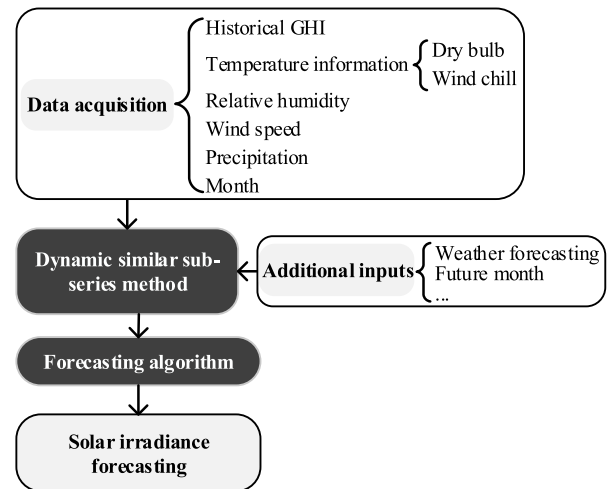 Historical GHI
Temperature information
Dry bulb
Wind chill
Data acquisition
Relative humidity
Wind speed
Precipitation
Month
Dynamic similar sub-
series method
Additional inputs
Weather forecasting
Future month
...
Forecasting algorithm
Solar irradiance
forecasting